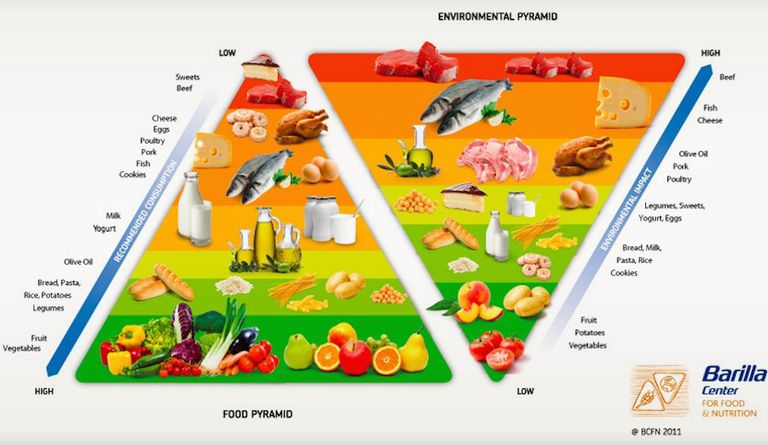 ENVIRONMENTAL PYRAMID
LOW
HIGH
Sweets
Beef
Cheese
Eggs
Poultry
Pork
Fish
Cookies
Milk
Yogurt
Olive Oil
Bread, Pasta,
Rice, Potatoes
Legumes
Fruit
Vegetables
RECOMMENDED CONSUMPTION
HIGH
FOOD PYRAMID
Beef
Fish
Cheese
Olive Oil
Pork
Poultry
Legumes, Sweets,
Yogurt, Eggs
Bread, Milk,
Pasta, Rice
Cookies
Fruit
Potatoes
Vegetables
ENVIRONMENTAL IMPACT
LOW
Barilla
Center
FOR FOOD
& NUTRITION
@ BCFN 2011